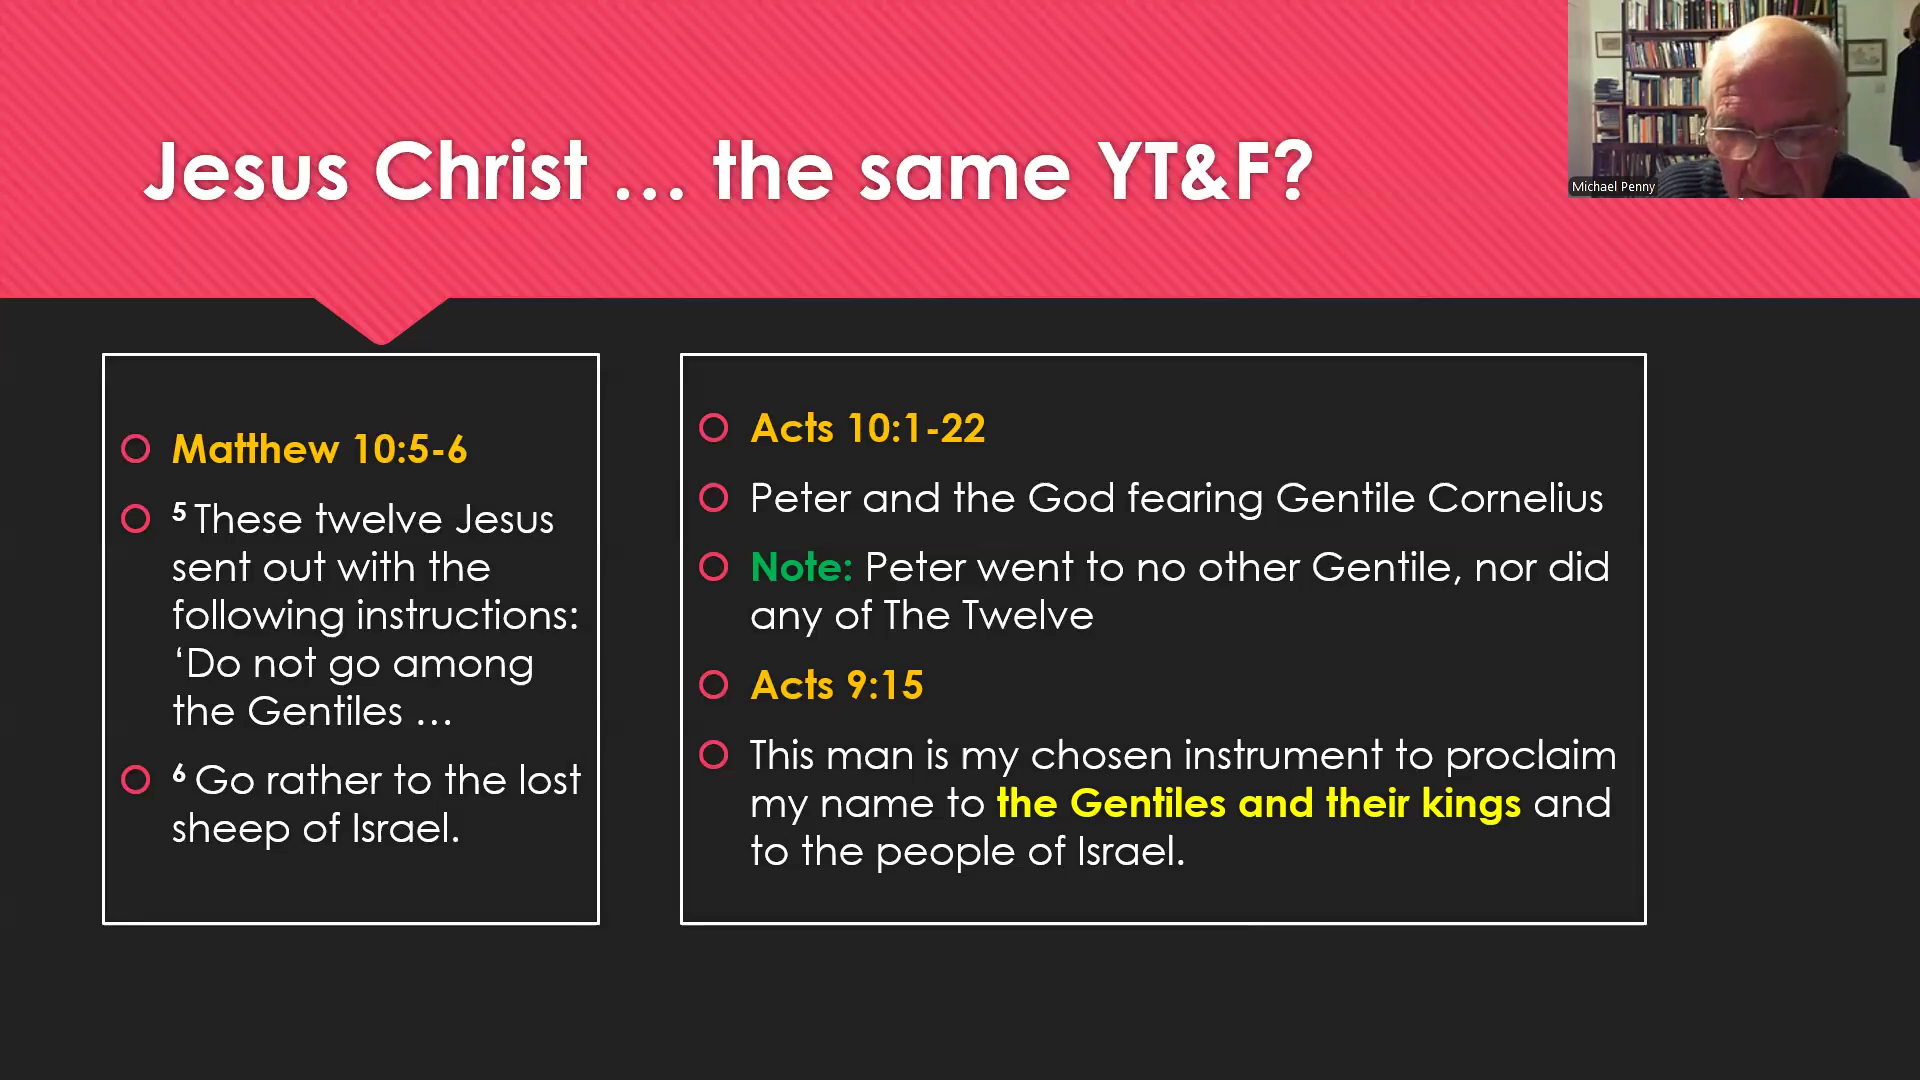 Jesus Christ … the same YT&F?
Michael Penny
Matthew 10:5-6
5 These twelve Jesus
sent out with the
following instructions:
‘Do not go among
the Gentiles …
6 Go rather to the lost
sheep of Israel.
Acts 10:1-22
Peter and the God fearing Gentile Cornelius
Note: Peter went to no other Gentile, nor did
any of The Twelve
Acts 9:15
This man is my chosen instrument to proclaim
my name to the Gentiles and their kings and
to the people of Israel.